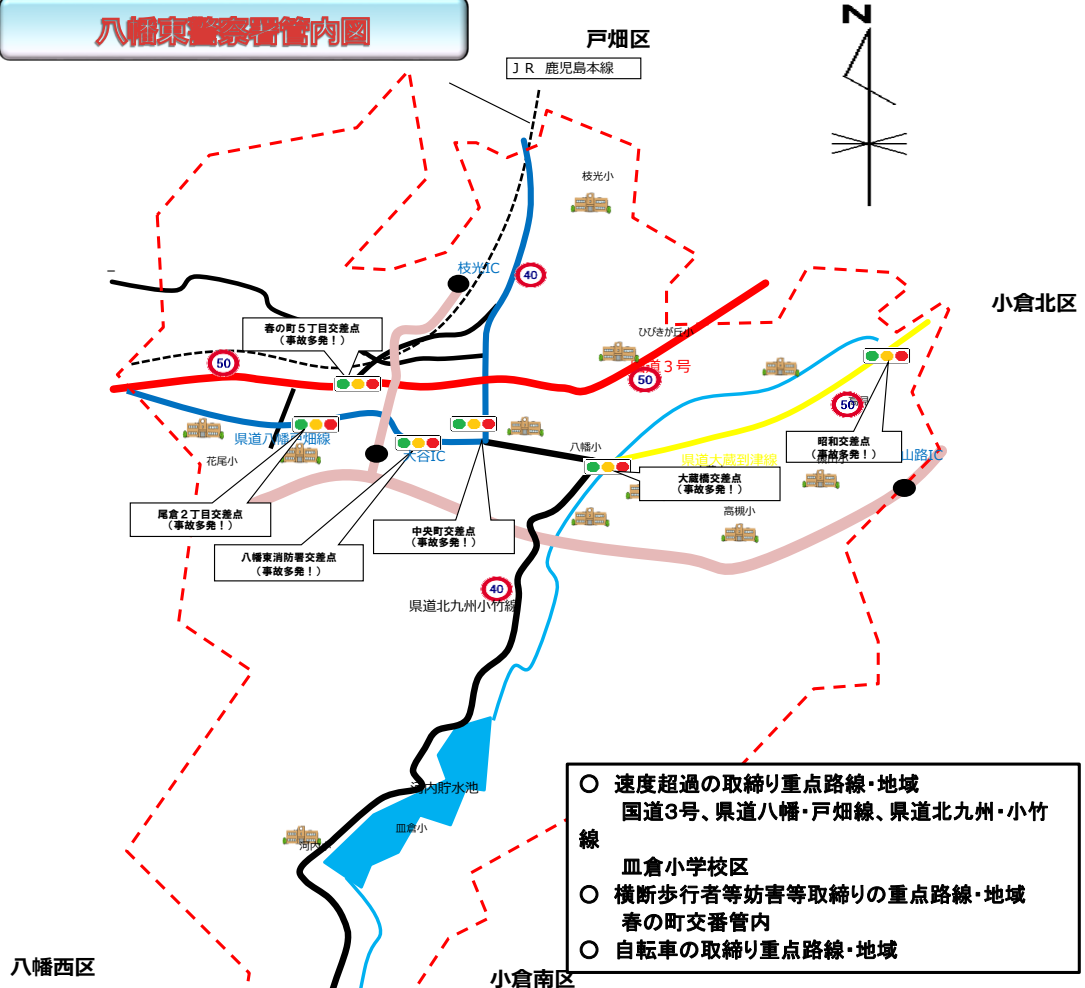 八幡東警察署管内図
N
戸畑区
ＪＲ 鹿児島本線
枝光小
枝光IC
40
小倉北区
春の町５丁目交差点
（事故多発！）
ひびきが丘小
50
道３号
50
50
県道八幡戸畑線
花尾小
大谷IC
八幡小
県道大蔵到津線
昭和交差点
（事故多発！）
山路IC
大蔵橋交差点
（事故多発！）
高槻小
尾倉２丁目交差点
（事故多発！）
中央町交差点
（事故多発！）
八幡東消防署交差点
（事故多発！）
40
県道北九州小竹線
河内貯水池
皿倉小
河内
○ 速度超過の取締り重点路線・地域
国道3号、県道八幡・戸畑線、県道北九州・小竹
線
皿倉小学校区
○ 横断歩行者等妨害等取締りの重点路線・地域
春の町交番管内
○ 自転車の取締り重点路線・地域
八幡西区
小倉南区